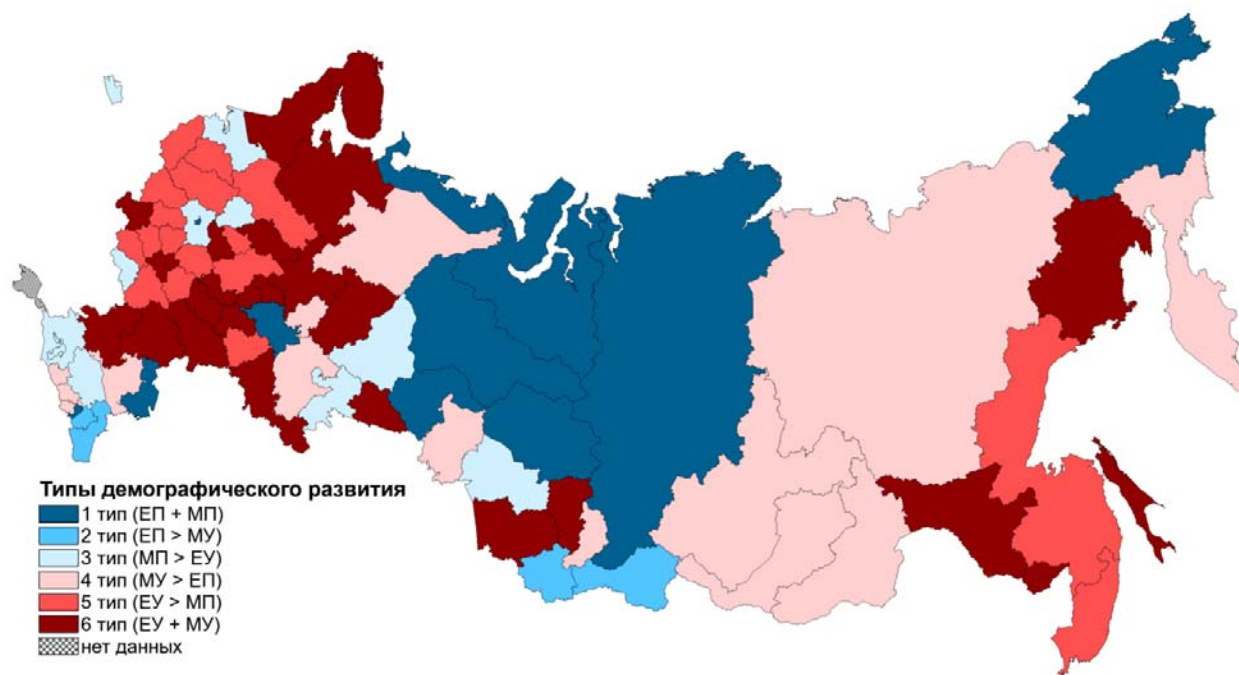 Типы демографического развития
1 тип (ЕП + МП)
2 тип (ЕП > МУ)
3 тип (МП > ЕУ)
4 тип (МУ > ЕП)
5 тип (ЕУ > МП)
6 тип (ЕУ + МУ)
нет данных